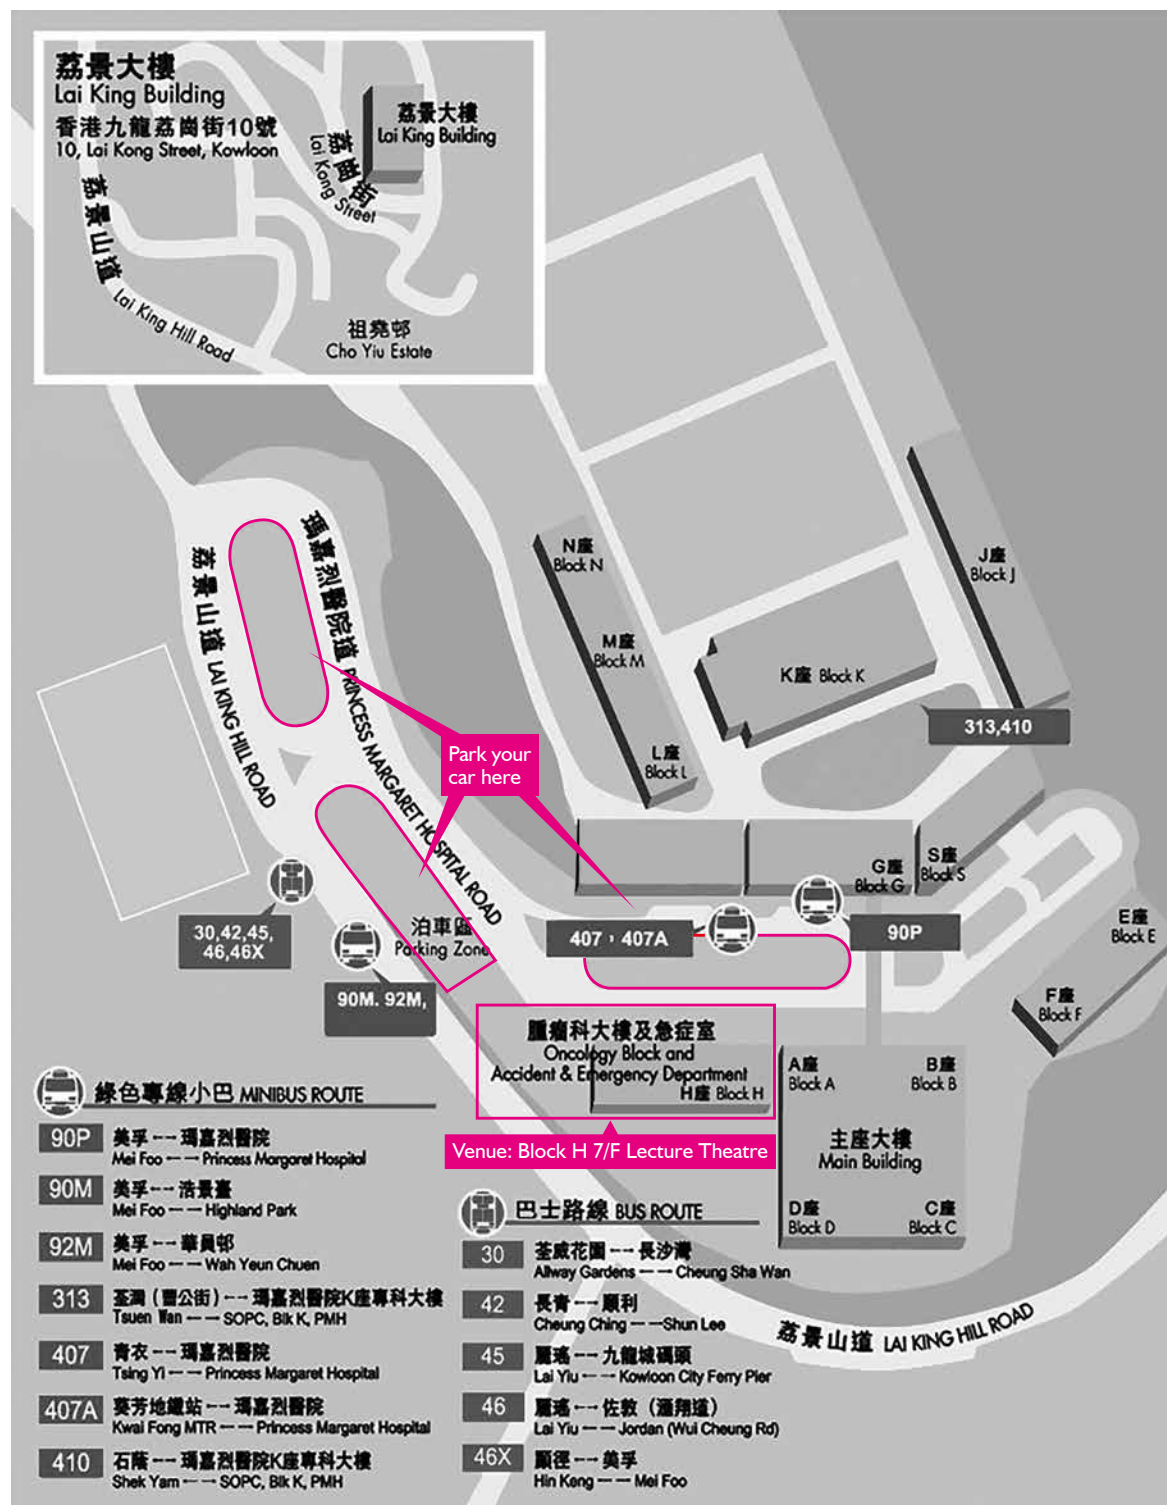 荔景大樓
Lai King Building
香港九龍荔崗街10號
10, Lai Kong Street, Kowloon
荔景大樓
Lai King Building
荔崗街
Lai Kong Street
荔景山道
Lai King Hill Road
祖堯邨
Cho Yiu Estate
瑪嘉烈醫院道 PRINCESS MARGARET HOSPITAL ROAD
荔景山道 LAI KING HILL ROAD
N座
Block N
M座
Block M
L座
Block L
J座
Block J
K座 Block K
313,410
Park your
car here
G座
Block G
S座
Block S
E座
Block E
F座
Block F
30,42,45,
46,46X
泊車區
Parking Zone
407，407A
90P
90M. 92M,
腫瘤科大樓及急症室
Oncology Block and
Accident & Emergency Department
H座 Block H
Venue: Block H 7/F Lecture Theatre
A座
Block A
B座
Block B
主座大樓
Main Building
D座
Block D
C座
Block C
荔景山道 LAI KING HILL ROAD
綠色專線小巴 MINIBUS ROUTE
90P 美孚←→瑪嘉烈醫院
Mei Foo ←→ Princess Margaret Hospital
90M 美孚←→浩景臺
Mei Foo ←→ Highland Park
92M 美孚←→華員邨
Mei Foo ←→ Wah Yeun Chuen
313 荃灣（曹公街）←→瑪嘉烈醫院K座專科大樓
Tsuen Wan ←→ SOPC, Blk K, PMH
407 青衣←→瑪嘉烈醫院
Tsing Yi ←→ Princess Margaret Hospital
407A 葵芳地鐵站←→瑪嘉烈醫院
Kwai Fong MTR ←→ Princess Margaret Hospital
410 石蔭←→瑪嘉烈醫院K座專科大樓
Shek Yam ←→ SOPC, Blk K, PMH
巴士路線 BUS ROUTE
30 荃威花園←→長沙灣
Allway Gardens ←→ Cheung Sha Wan
42 長青←→順利
Cheung Ching ←→Shun Lee
45 麗瑤←→九龍城碼頭
Lai Yiu ←→ Kowloon City Ferry Pier
46 麗瑤←→佐敦（匯翔道）
Lai Yiu ←→ Jordan (Wui Cheung Rd)
46X 顯徑←→美孚
Hin Keng ←→ Mei Foo